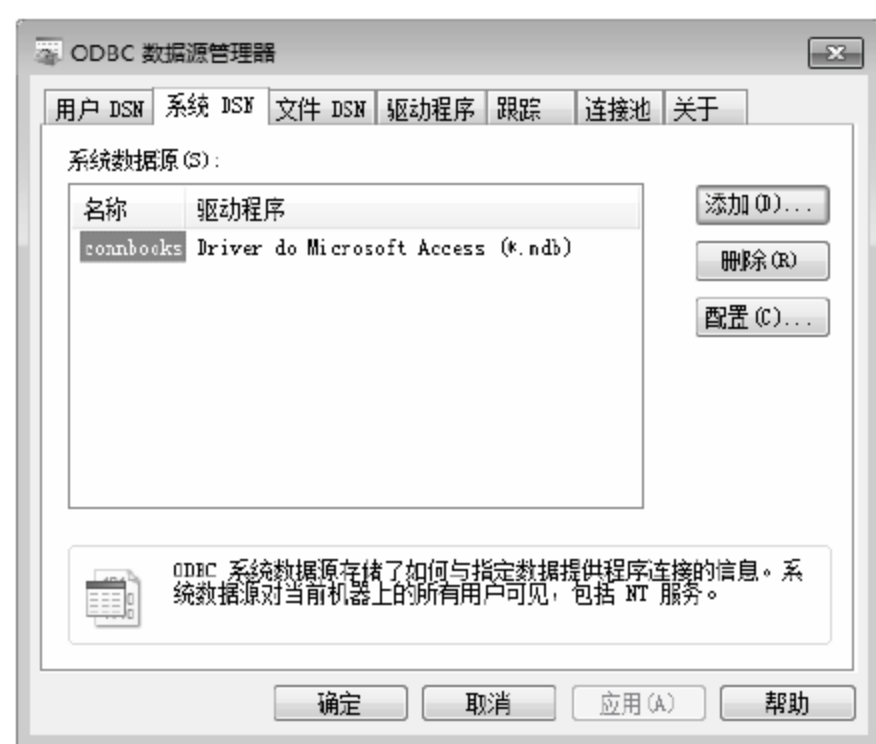 ODBC 数据源管理器
用户 DSN 系统 DSN 文件 DSN 驱动程序 跟踪 连接池 关于
系统数据源(S):
名称 驱动程序
connbooks Driver do Microsoft Access (*.mdb)
添加(D)...
删除(R)
配置(C)...
ODBC 系统数据源存储了如何与指定数据提供程序连接的信息。系
统数据源对当前机器上的所有用户可见，包括 NT 服务。
确定 取消 应用(A) 帮助